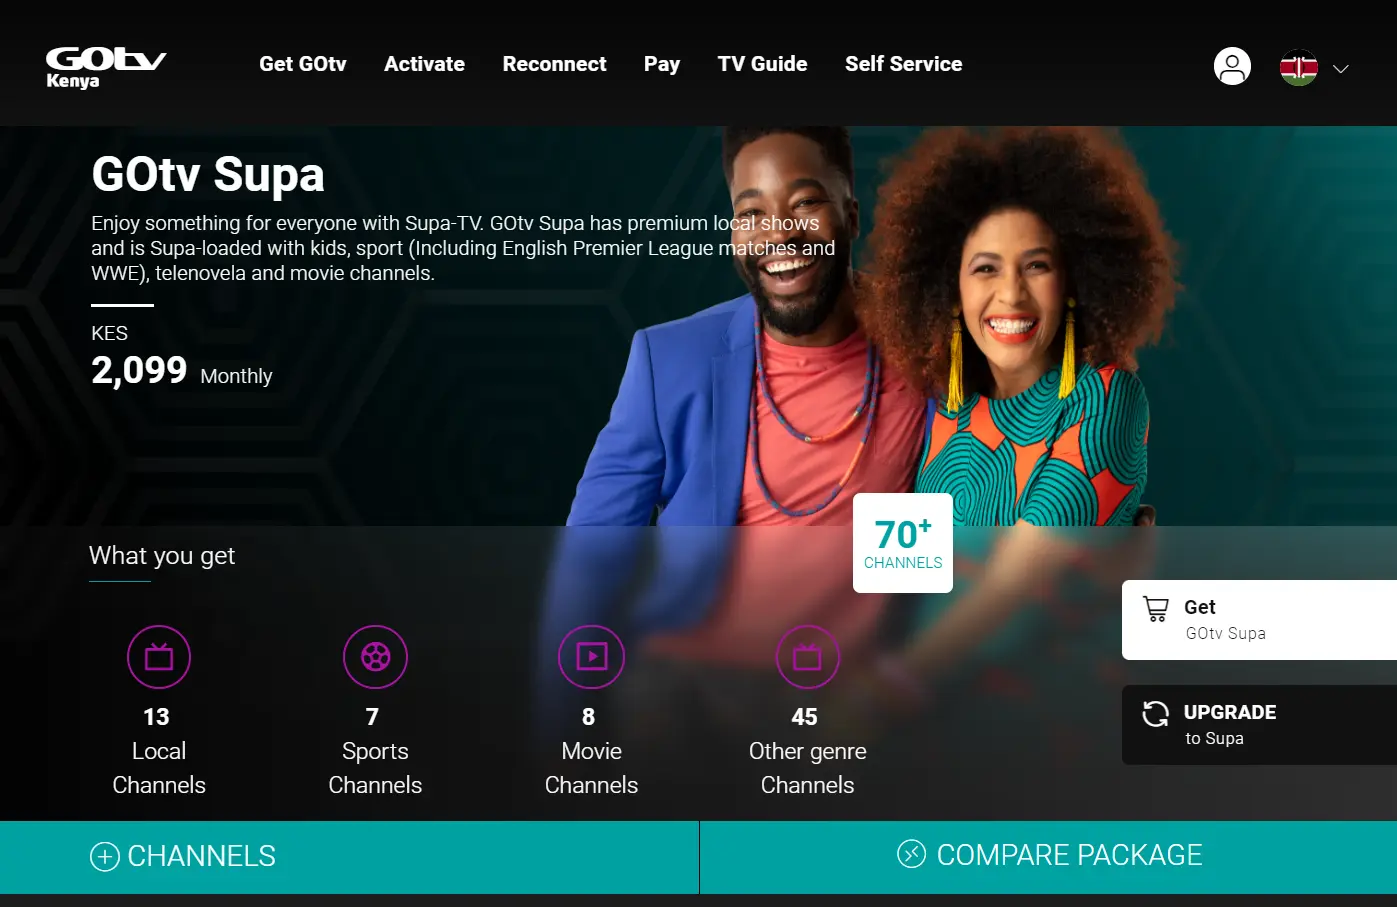 GOtv
Kenya
Get GOtv
Activate
Reconnect
Pay
TV Guide
Self Service
GOtv Supa
Enjoy something for everyone with Supa-TV. GOtv Supa has premium local shows
and is Supa-loaded with kids, sport (Including English Premier League matches and
WWE), telenovela and movie channels.
KES
2,099 Monthly
70+
CHANNELS
What you get
13
Local
Channels
7
Sports
Channels
8
Movie
Channels
45
Other genre
Channels
Get
GOtv Supa
UPGRADE
to Supa
CHANNELS
COMPARE PACKAGE